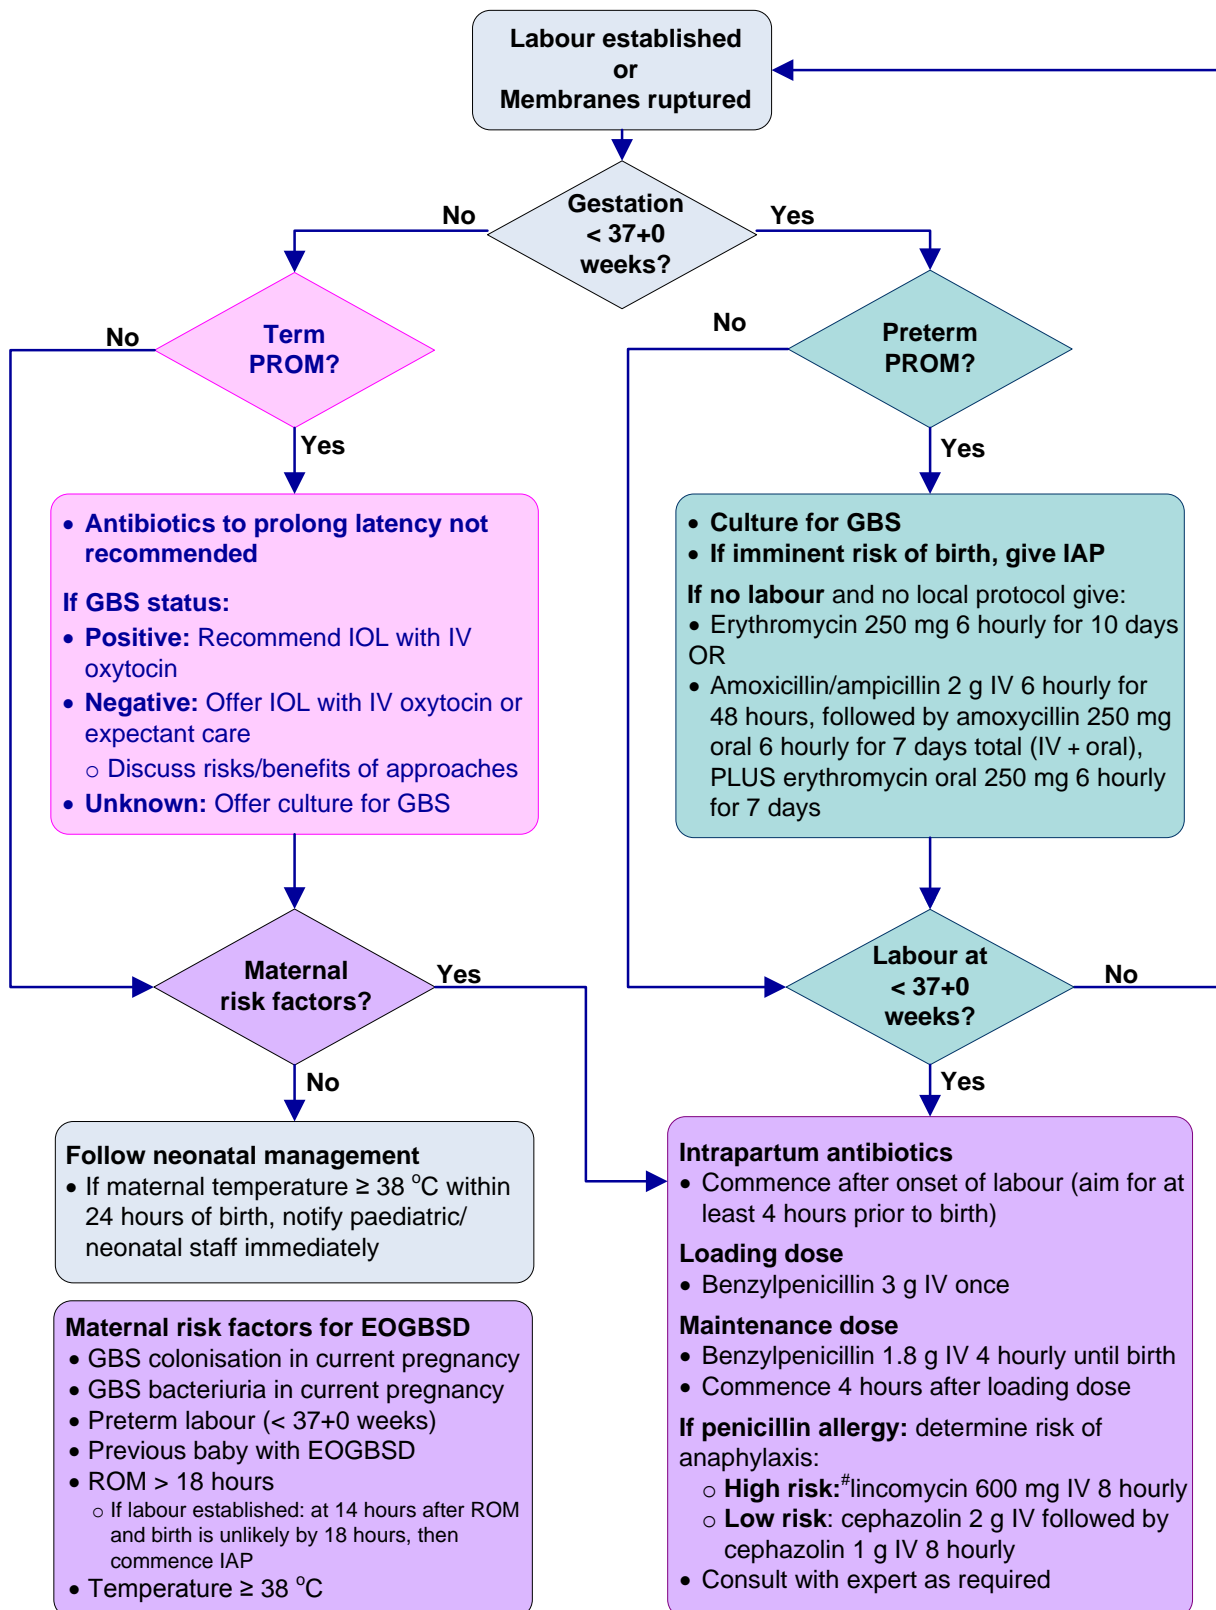 Labour established
or
Membranes ruptured
Gestation
< 37+0
weeks?
No
Yes
Term
PROM?
No
Yes
Preterm
PROM?
No
Yes
• Antibiotics to prolong latency not
recommended
If GBS status:
• Positive: Recommend IOL with IV
oxytocin
• Negative: Offer IOL with IV oxytocin or
expectant care
o Discuss risks/benefits of approaches
• Unknown: Offer culture for GBS
• Culture for GBS
• If imminent risk of birth, give IAP
If no labour and no local protocol give:
• Erythromycin 250 mg 6 hourly for 10 days
OR
• Amoxicillin/ampicillin 2 g IV 6 hourly for
48 hours, followed by amoxycillin 250 mg
oral 6 hourly for 7 days total (IV + oral),
PLUS erythromycin oral 250 mg 6 hourly
for 7 days
Maternal
risk factors?
Yes
No
Labour at
< 37+0
weeks?
No
Yes
Follow neonatal management
• If maternal temperature ≥ 38 °C within
24 hours of birth, notify paediatric/
neonatal staff immediately
Maternal risk factors for EOGBSD
• GBS colonisation in current pregnancy
• GBS bacteriuria in current pregnancy
• Preterm labour (< 37+0 weeks)
• Previous baby with EOGBSD
• ROM > 18 hours
o If labour established: at 14 hours after ROM
and birth is unlikely by 18 hours, then
commence IAP
• Temperature ≥ 38 °C
Intrapartum antibiotics
• Commence after onset of labour (aim for at
least 4 hours prior to birth)
Loading dose
• Benzylpenicillin 3 g IV once
Maintenance dose
• Benzylpenicillin 1.8 g IV 4 hourly until birth
• Commence 4 hours after loading dose
If penicillin allergy: determine risk of
anaphylaxis:
o High risk:#lincomycin 600 mg IV 8 hourly
o Low risk: cephazolin 2 g IV followed by
cephazolin 1 g IV 8 hourly
• Consult with expert as required